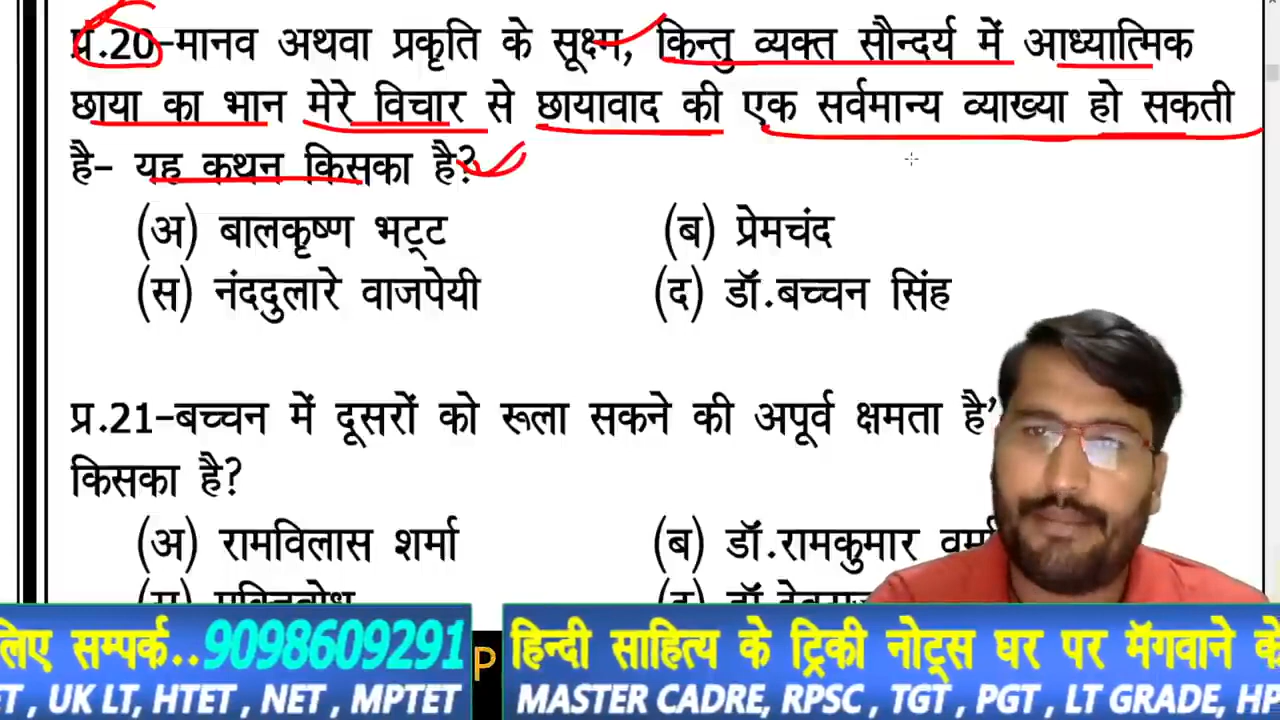 प्र.20-मानव अथवा प्रकृति के सूक्ष्म, किन्तु व्यक्त सौन्दर्य में आध्यात्मिक
छाया का भान मेरे विचार से छायावाद की एक सर्वमान्य व्याख्या हो सकती
है- यह कथन किसका है?
(अ) बालकृष्ण भट्ट (ब) प्रेमचंद
(स) नंददुलारे वाजपेयी (द) डॉ.बच्चन सिंह
प्र.21-बच्चन में दूसरों को रूला सकने की अपूर्व क्षमता है’
किसका है?
(अ) रामविलास शर्मा (ब) डॉ.रामकुमार वर्मा
लिए सम्पर्क..9098609291 P हिन्दी साहित्य के ट्रिकी नोट्स घर पर मँगवाने के
ET , UK LT, HTET , NET , MPTET MASTER CADRE, RPSC , TGT , PGT , LT GRADE, HP